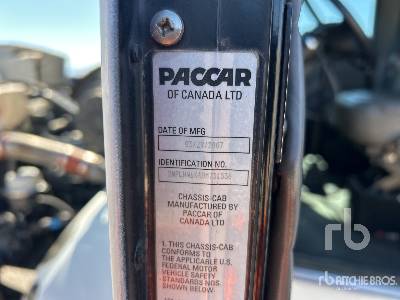 PACCAR
OF CANADA LTD
DATE OF MFG
IDENTIFICATION NO.
CHASSIS-CAB
MANUFACTURED BY
PACCAR OF
CANADA LTD
1. THIS CHASSIS-CAB
CONFORMS TO
THE APPLICABLE U.S.
FEDERAL MOTOR
VEHICLE SAFETY
STANDARDS NOS.
SHOWN BELOW-
rb
rb RITCHIE BROS.